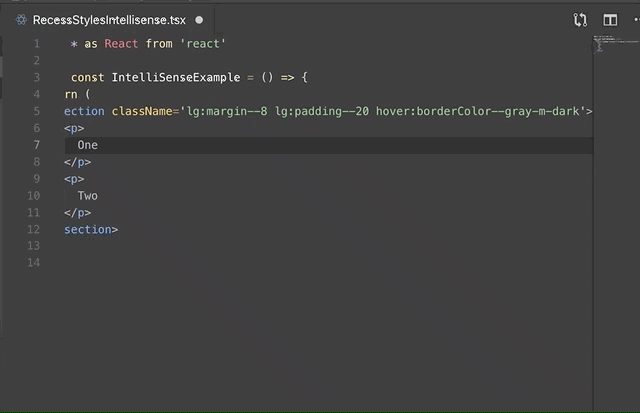 RecessStylesIntellisense.tsx
1 * as React from 'react'
2
3 const IntelliSenseExample = () => {
4 rn (
5 ection className='lg:margin--8 lg:padding--20 hover:borderColor--gray-m-dark'>
6 <p>
7 One
8 </p>
9 <p>
10 Two
11 </p>
12 section>
13
14